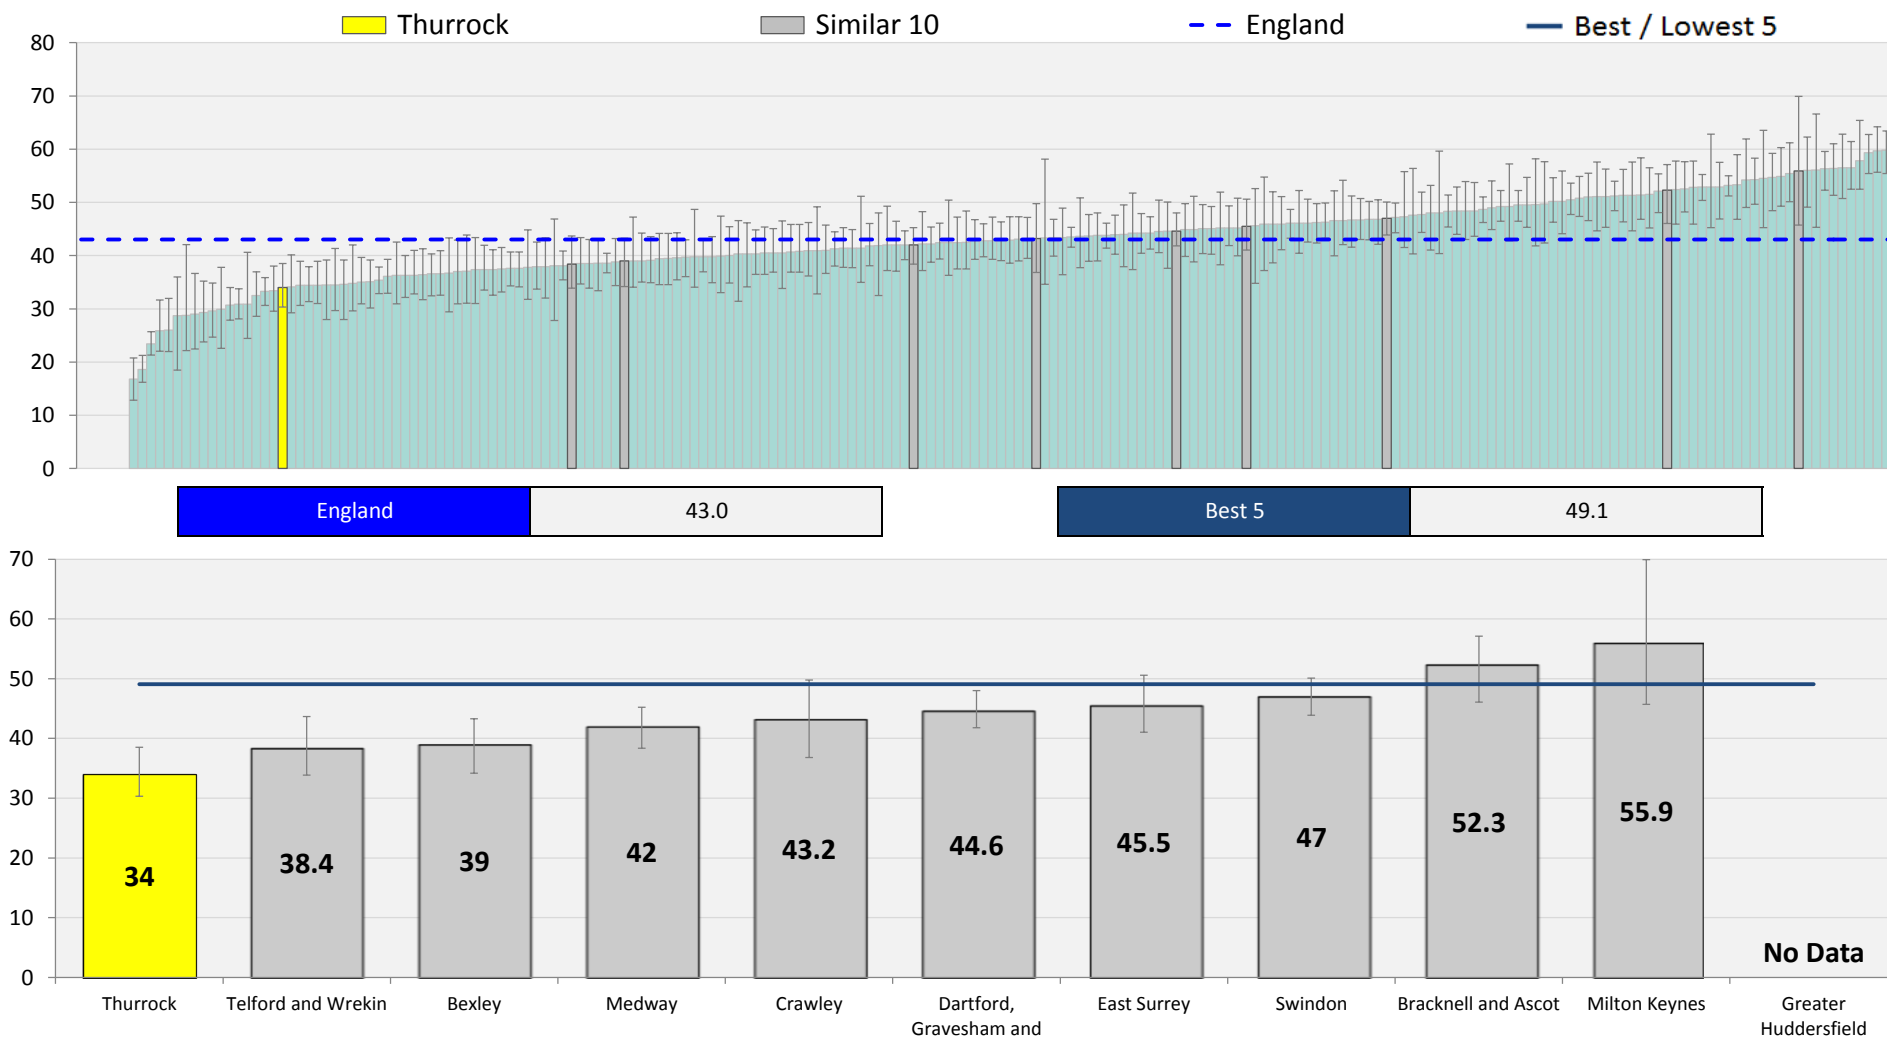 Thurrock
Similar 10
England
Best / Lowest 5
80
70
60
50
40
30
20
10
0
England
43.0
Best 5
49.1
70
60
50
40
30
20
10
0
34
38.4
39
42
43.2
44.6
45.5
47
52.3
55.9
No Data
Thurrock
Telford and Wrekin
Bexley
Medway
Crawley
Dartford,
Gravesham and
East Surrey
Swindon
Bracknell and Ascot
Milton Keynes
Greater
Huddersfield